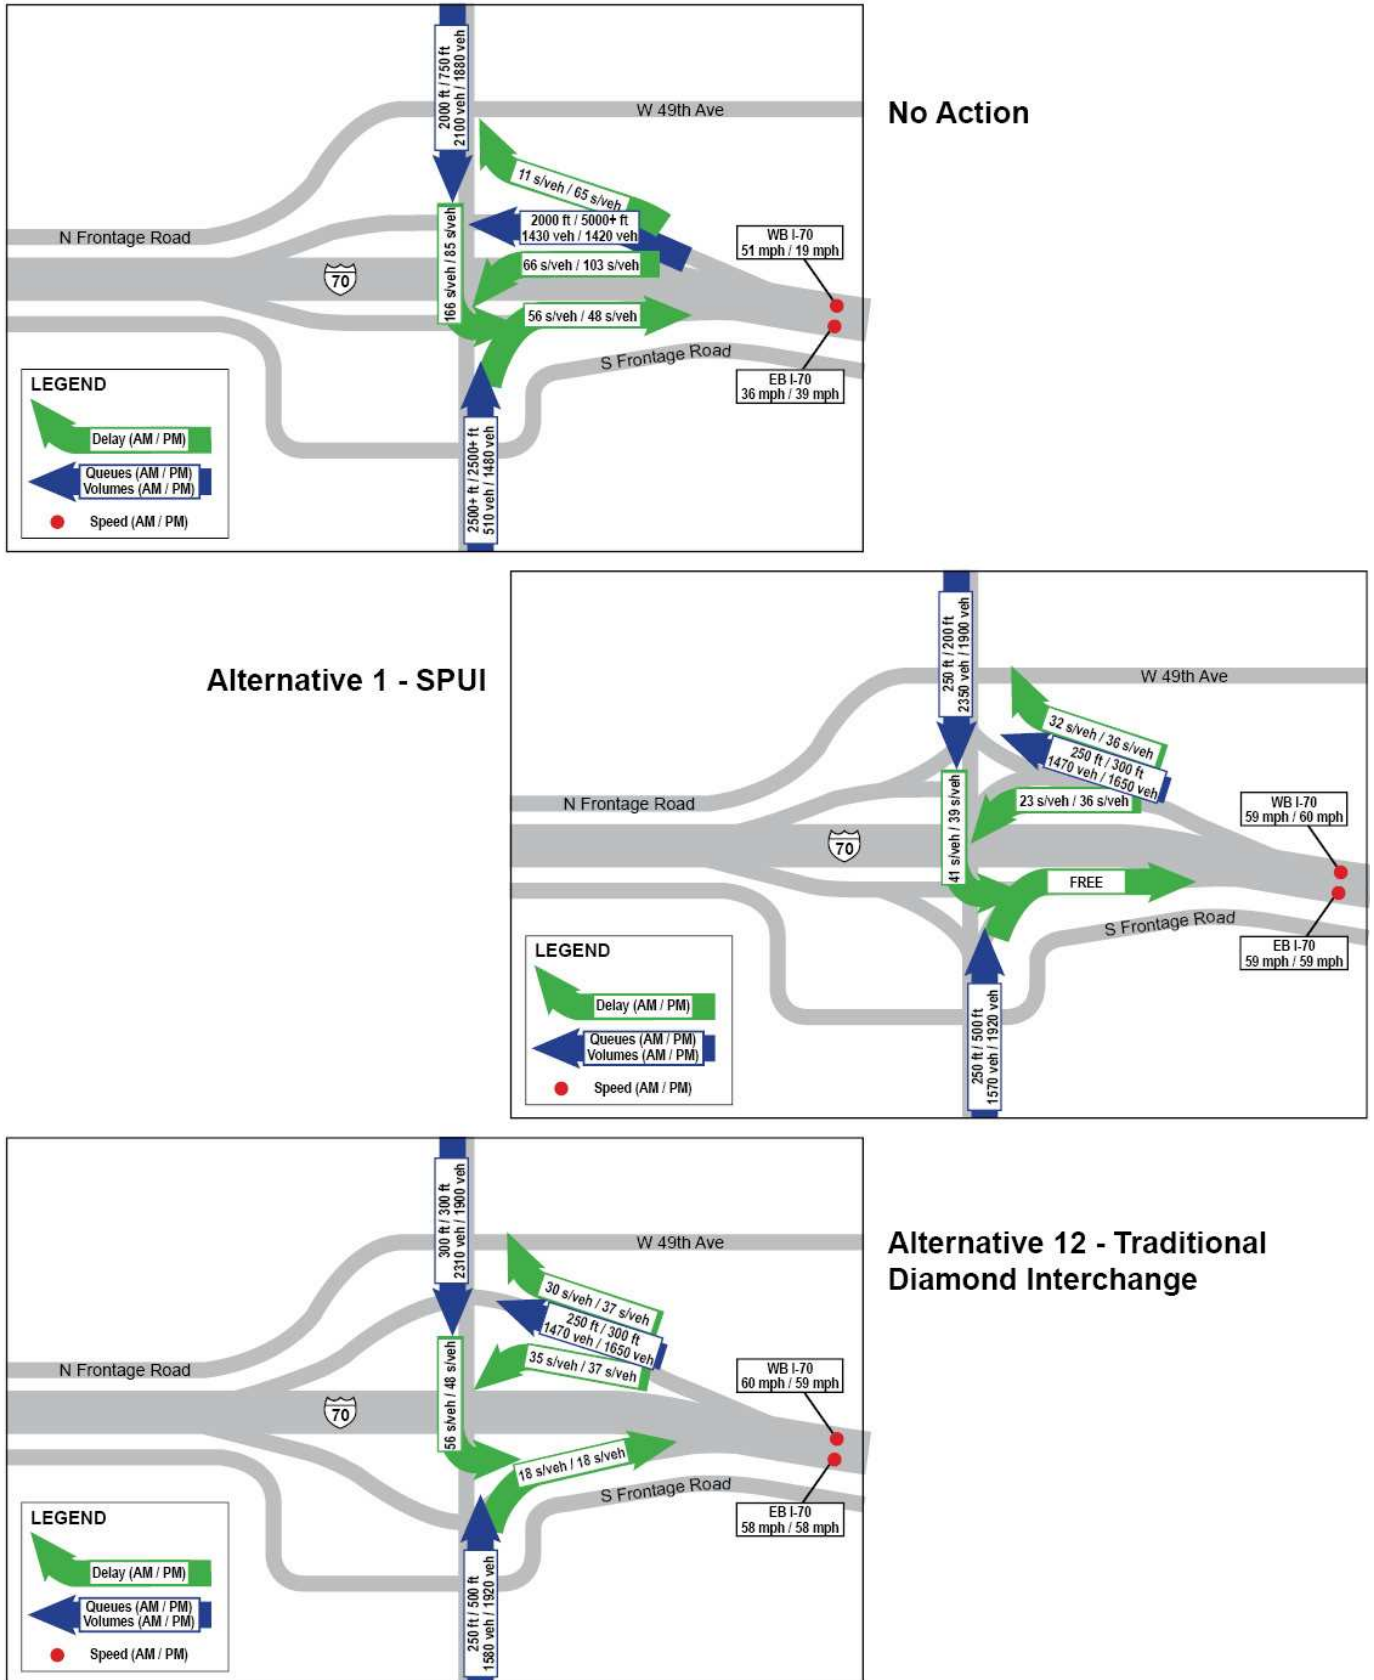 No Action
2000 ft / 750 ft
2100 veh / 1880 veh
W 49th Ave
11 s/veh / 65 s/veh
2000 ft / 5000+ ft
1430 veh / 1420 veh
N Frontage Road
WB I-70
51 mph / 19 mph
166 s/veh / 85 s/veh
66 s/veh / 103 s/veh
70
56 s/veh / 48 s/veh
S Frontage Road
EB I-70
36 mph / 39 mph
2500+ ft / 2500+ ft
510 veh / 1480 veh
LEGEND
Delay (AM / PM)
Queues (AM / PM)
Volumes (AM / PM)
Speed (AM / PM)
Alternative 1 - SPUI
250 ft / 200 ft
2350 veh / 1900 veh
W 49th Ave
32 s/veh / 36 s/veh
250 ft / 300 ft
1470 veh / 1650 veh
N Frontage Road
23 s/veh / 36 s/veh
WB I-70
59 mph / 60 mph
41 s/veh / 39 s/veh
70
FREE
S Frontage Road
EB I-70
59 mph / 59 mph
250 ft / 500 ft
1570 veh / 1920 veh
LEGEND
Delay (AM / PM)
Queues (AM / PM)
Volumes (AM / PM)
Speed (AM / PM)
Alternative 12 - Traditional
Diamond Interchange
300 ft / 300 ft
2310 veh / 1900 veh
W 49th Ave
30 s/veh / 37 s/veh
250 ft / 300 ft
1470 veh / 1650 veh
35 s/veh / 37 s/veh
N Frontage Road
WB I-70
60 mph / 59 mph
56 s/veh / 48 s/veh
70
18 s/veh / 18 s/veh
S Frontage Road
EB I-70
58 mph / 58 mph
250 ft / 500 ft
1580 veh / 1920 veh
LEGEND
Delay (AM / PM)
Queues (AM / PM)
Volumes (AM / PM)
Speed (AM / PM)